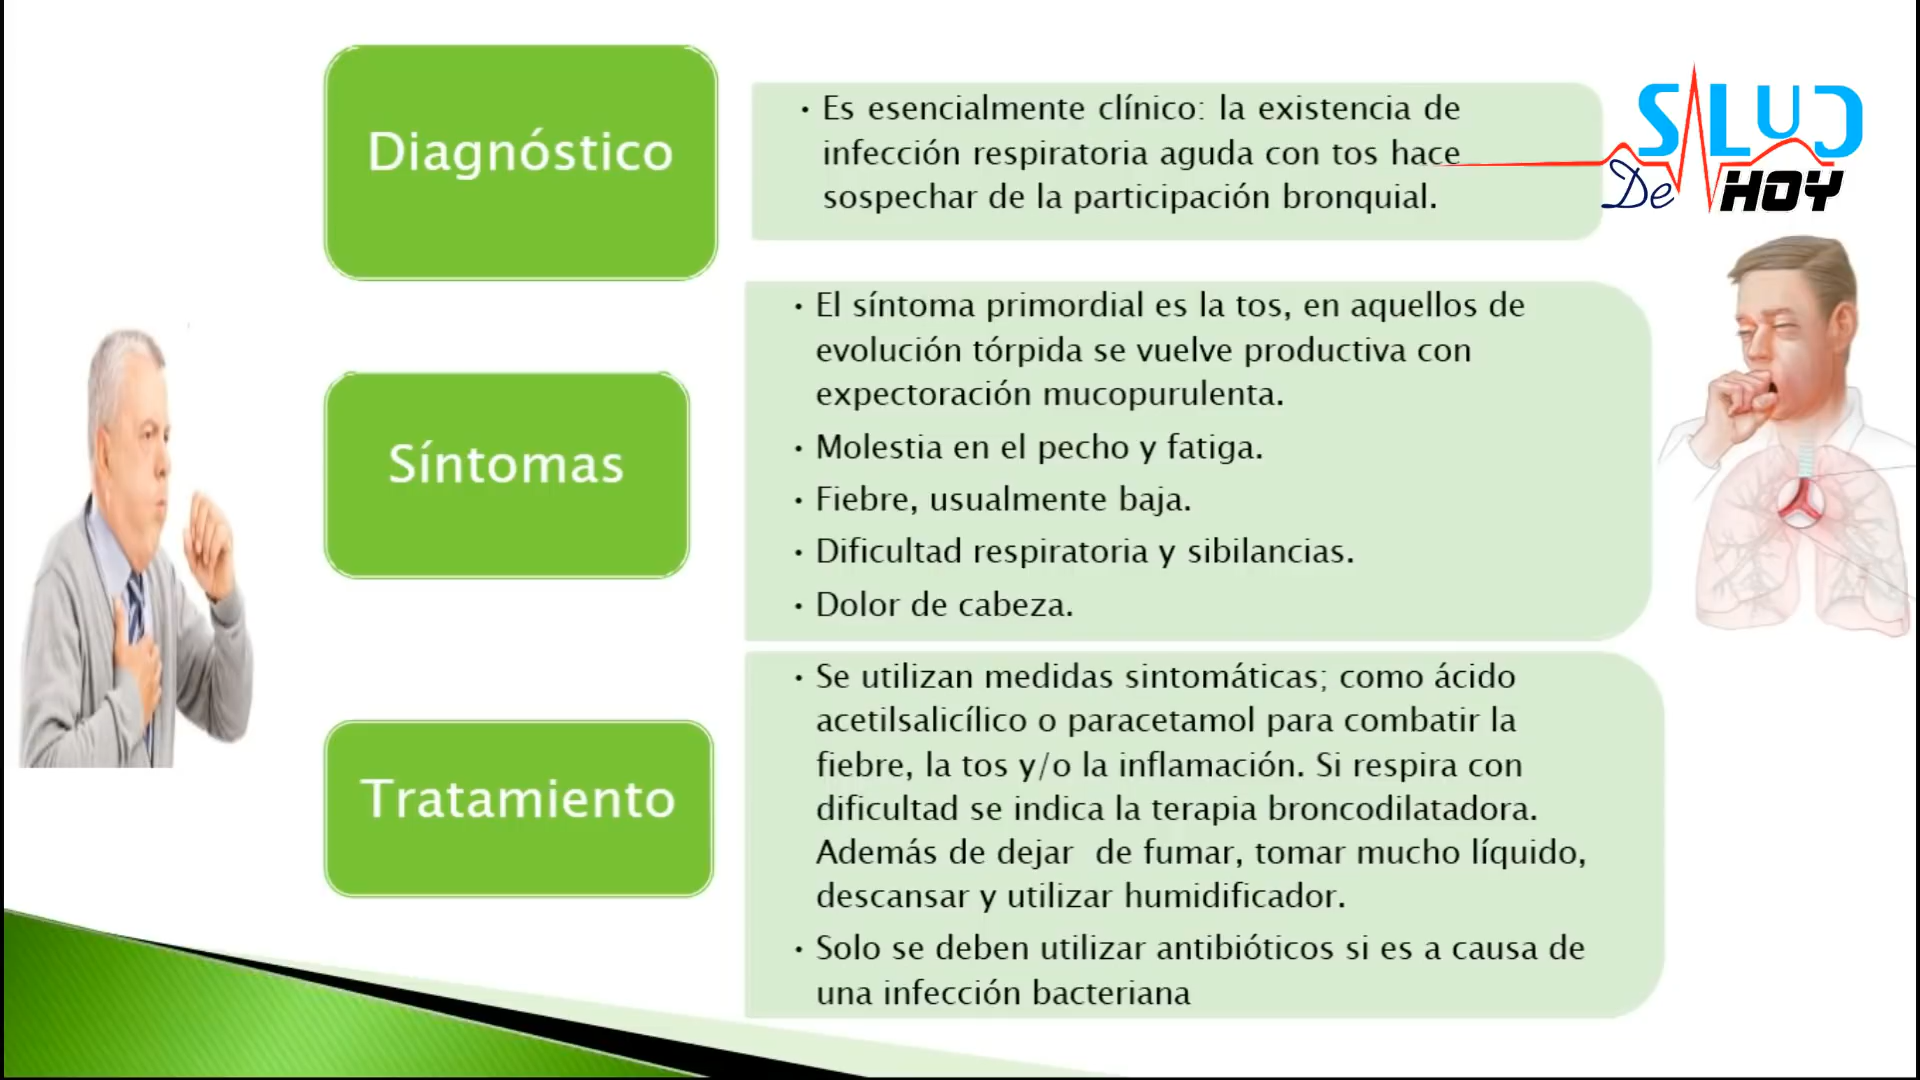 Diagnóstico
• Es esencialmente clínico: la existencia de
infección respiratoria aguda con tos hace
sospechar de la participación bronquial.
SALUD
De HOY
Síntomas
• El síntoma primordial es la tos, en aquellos de
evolución tórpida se vuelve productiva con
expectoración mucopurulenta.
• Molestia en el pecho y fatiga.
• Fiebre, usualmente baja.
• Dificultad respiratoria y sibilancias.
• Dolor de cabeza.
Tratamiento
• Se utilizan medidas sintomáticas; como ácido
acetilsalicílico o paracetamol para combatir la
fiebre, la tos y/o la inflamación. Si respira con
dificultad se indica la terapia broncodilatadora.
Además de dejar de fumar, tomar mucho líquido,
descansar y utilizar humidificador.
• Solo se deben utilizar antibióticos si es a causa de
una infección bacteriana